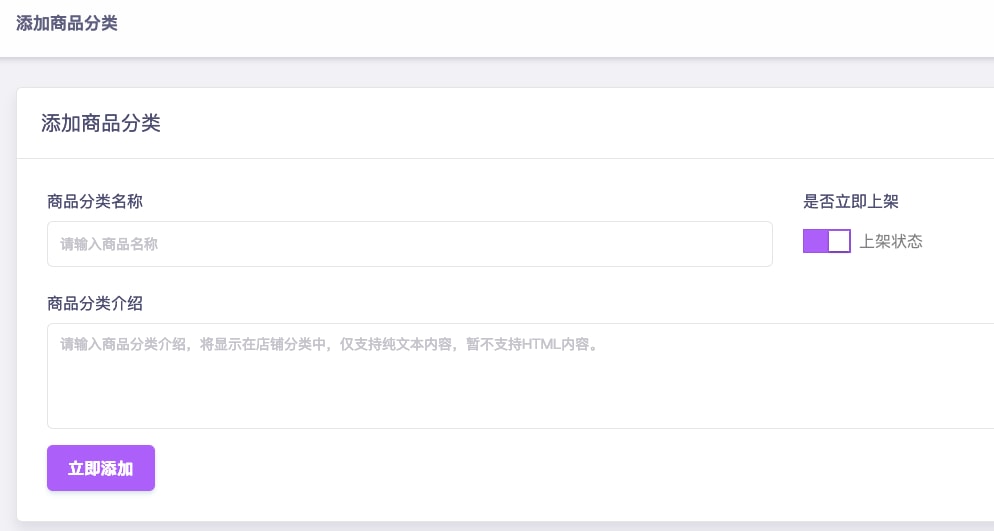 添加商品分类
添加商品分类
商品分类名称
是否立即上架
请输入商品名称
上架状态
商品分类介绍
请输入商品分类介绍，将显示在店铺分类中，仅支持纯文本内容，暂不支持HTML内容。
立即添加